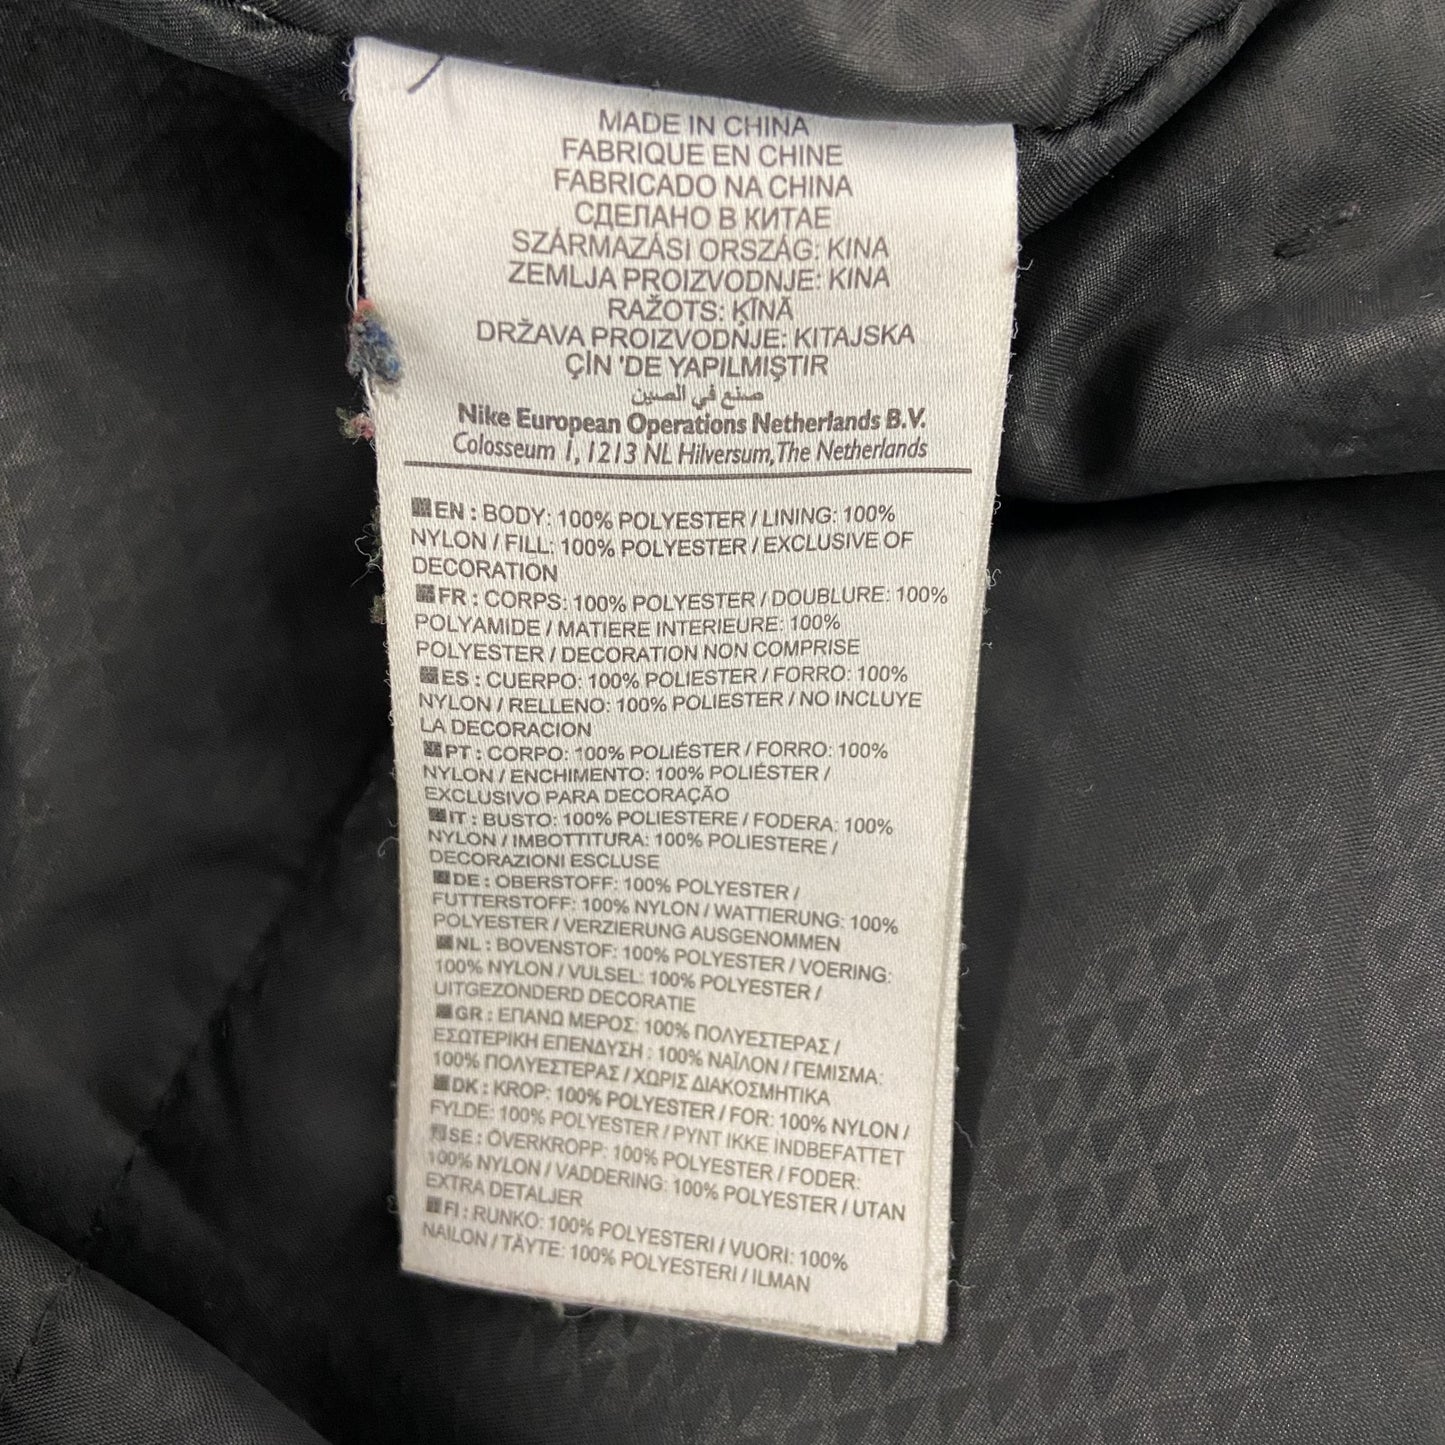 MADE IN CHINA
FABRIQUE EN CHINE
FABRICADO NA CHINA
СДЕЛАНО В КИТАЕ
SZÁRMAZÁSI ORSZÁG: KINA
ZEMLJA PROIZVODNJE: KINA
RAŽOTS: ĶĪNĀ
DRŽAVA PROIZVODNJE: KITAJSKA
ÇİN 'DE YAPILMIŞTIR
صنع في الصين
Nike European Operations Netherlands B.V.
Colosseum 1, 1213 NL Hilversum, The Netherlands
EN : BODY: 100% POLYESTER / LINING: 100%
NYLON / FILL: 100% POLYESTER / EXCLUSIVE OF
DECORATION
FR : CORPS: 100% POLYESTER / DOUBLURE: 100%
POLYAMIDE / MATIERE INTERIEURE: 100%
POLYESTER / DECORATION NON COMPRISE
ES : CUERPO: 100% POLIESTER / FORRO: 100%
NYLON / RELLENO: 100% POLIESTER / NO INCLUYE
LA DECORACION
PT : CORPO: 100% POLIÉSTER / FORRO: 100%
NYLON / ENCHIMENTO: 100% POLIÉSTER /
EXCLUSIVO PARA DECORAÇÃO
IT : BUSTO: 100% POLIESTERE / FODERA: 100%
NYLON / IMBOTTITURA: 100% POLIESTERE /
DECORAZIONI ESCLUSE
DE : OBERSTOFF: 100% POLYESTER /
FUTTERSTOFF: 100% NYLON / WATTIERUNG: 100%
POLYESTER / VERZIERUNG AUSGENOMMEN
NL : BOVENSTOF: 100% POLYESTER / VOERING:
100% NYLON / VULSEL: 100% POLYESTER /
UITGEZONDERD DECORATIE
GR : ΕΠΑΝΩ ΜΕΡΟΣ: 100% ΠΟΛΥΕΣΤΕΡΑΣ /
ΕΣΩΤΕΡΙΚΗ ΕΠΕΝΔΥΣΗ : 100% ΝΑΪΛΟΝ / ΓΕΜΙΣΜΑ:
100% ΠΟΛΥΕΣΤΕΡΑΣ / ΧΩΡΙΣ ΔΙΑΚΟΣΜΗΤΙΚΑ
DK : KROP: 100% POLYESTER / FOR: 100% NYLON /
FYLDE: 100% POLYESTER / PYNT IKKE INDBEFATTET
SE : ÖVERKROPP: 100% POLYESTER / FODER:
100% NYLON / VADDERING: 100% POLYESTER / UTAN
EXTRA DETALJER
FI : RUNKO: 100% POLYESTERI / VUORI: 100%
NAILON / TÄYTE: 100% POLYESTERI / ILMAN